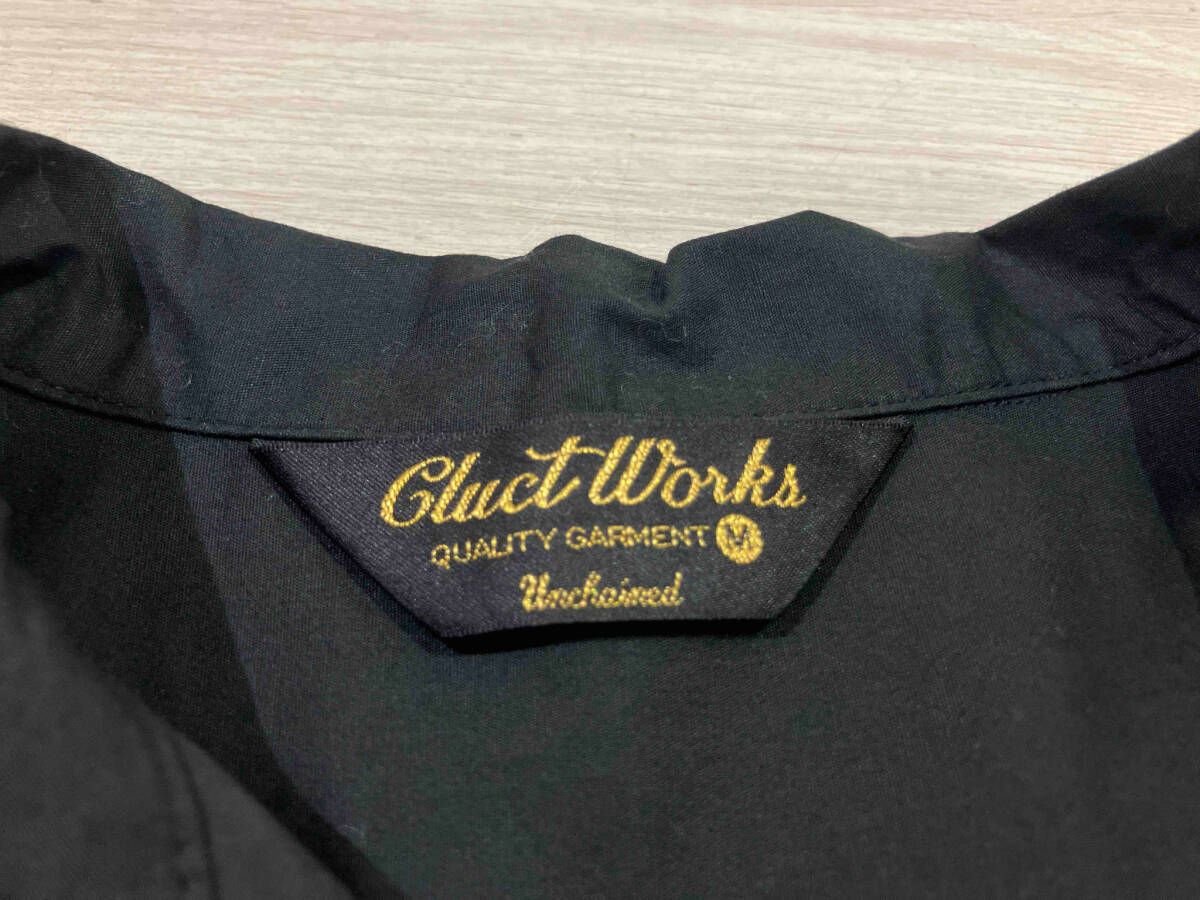 Cluct Works
QUALITY GARMENT M
Unchained